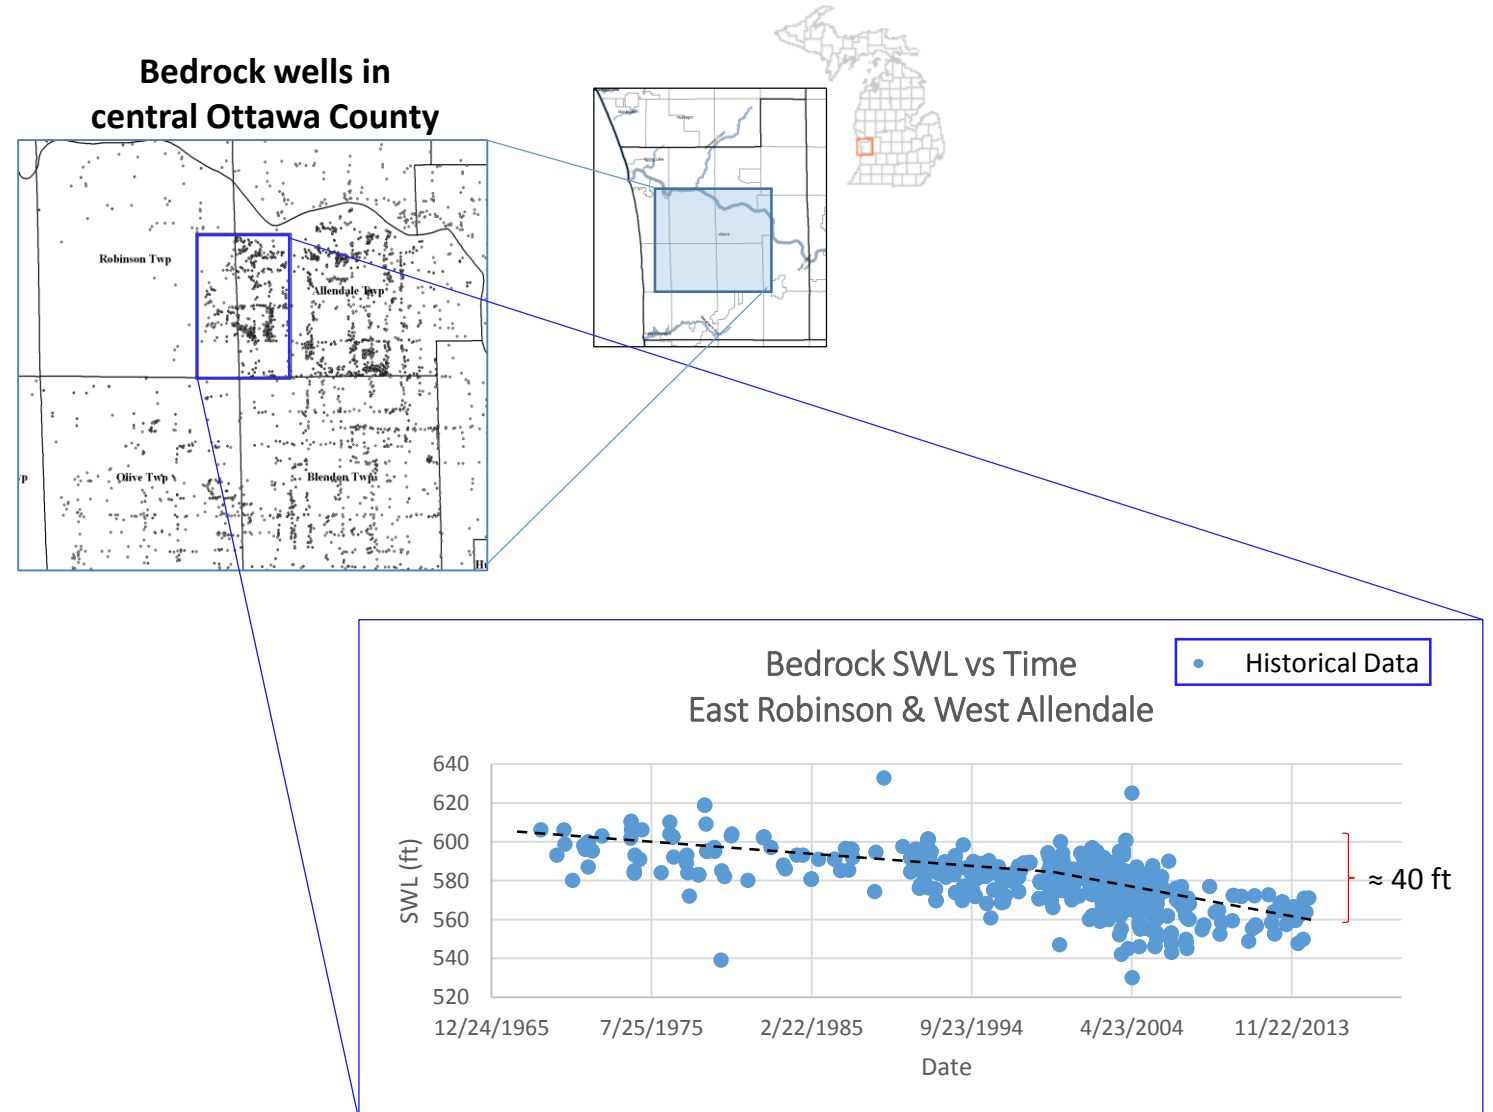 Bedrock wells in
central Ottawa County
Robinson Twp
Allendale Twp
Olive Twp
Blendon Twp
Bedrock SWL vs Time
East Robinson & West Allendale
Historical Data
SWL (ft)
640
620
600
580
560
540
520
≈ 40 ft
12/24/1965
7/25/1975
2/22/1985
9/23/1994
4/23/2004
11/22/2013
Date